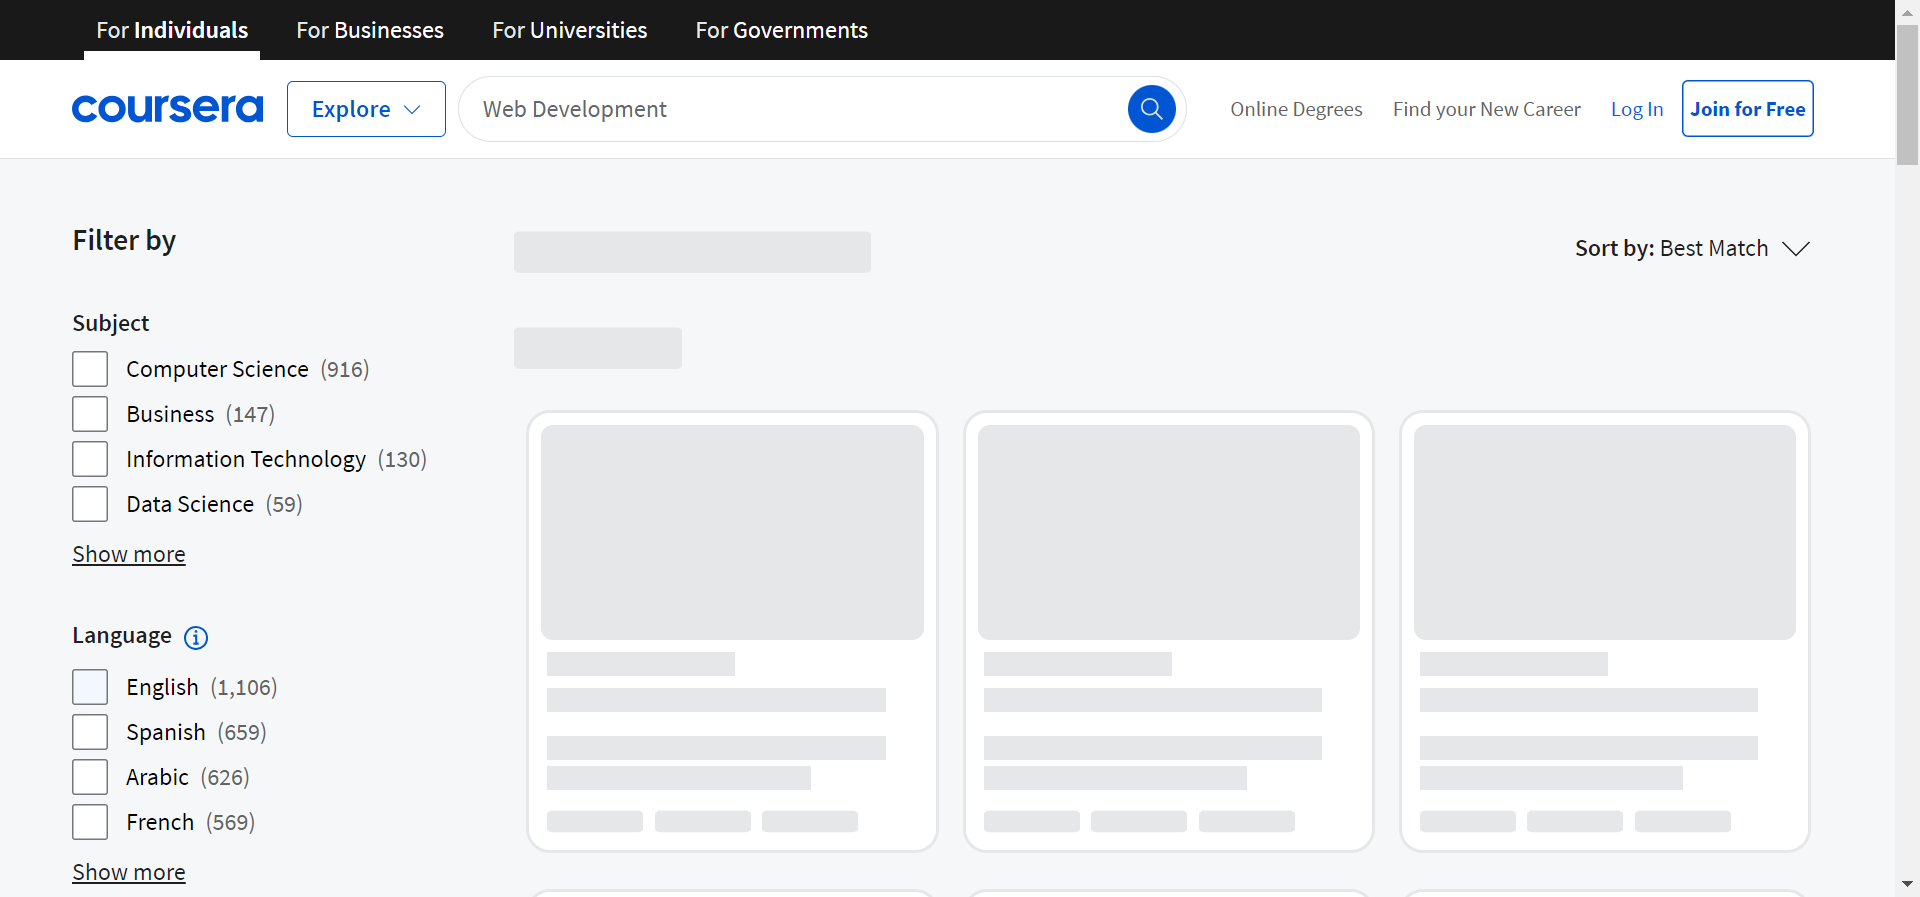 For Individuals For Businesses For Universities For Governments
coursera Explore Web Development Online Degrees Find your New Career Log In Join for Free
Filter by
Sort by: Best Match
Subject
Computer Science (916)
Business (147)
Information Technology (130)
Data Science (59)
Show more
Language
English (1,106)
Spanish (659)
Arabic (626)
French (569)
Show more